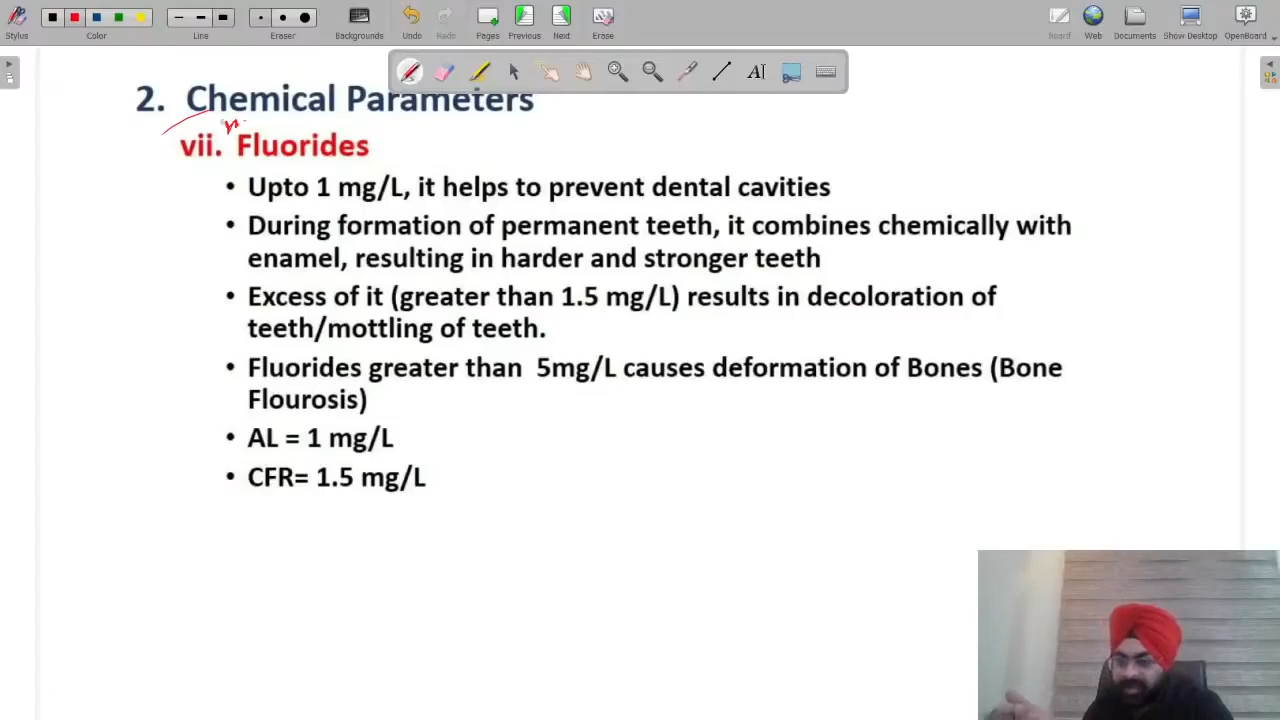 Stylus
Color
Line
Eraser
Backgrounds
Undo
Redo
Pages
Previous
Next
Erase
Board
Web
Documents
Show Desktop
OpenBoard
2. Chemical Parameters
vii. Fluorides
• Upto 1 mg/L, it helps to prevent dental cavities
• During formation of permanent teeth, it combines chemically with
enamel, resulting in harder and stronger teeth
• Excess of it (greater than 1.5 mg/L) results in decoloration of
teeth/mottling of teeth.
• Fluorides greater than 5mg/L causes deformation of Bones (Bone
Flourosis)
• AL = 1 mg/L
• CFR= 1.5 mg/L